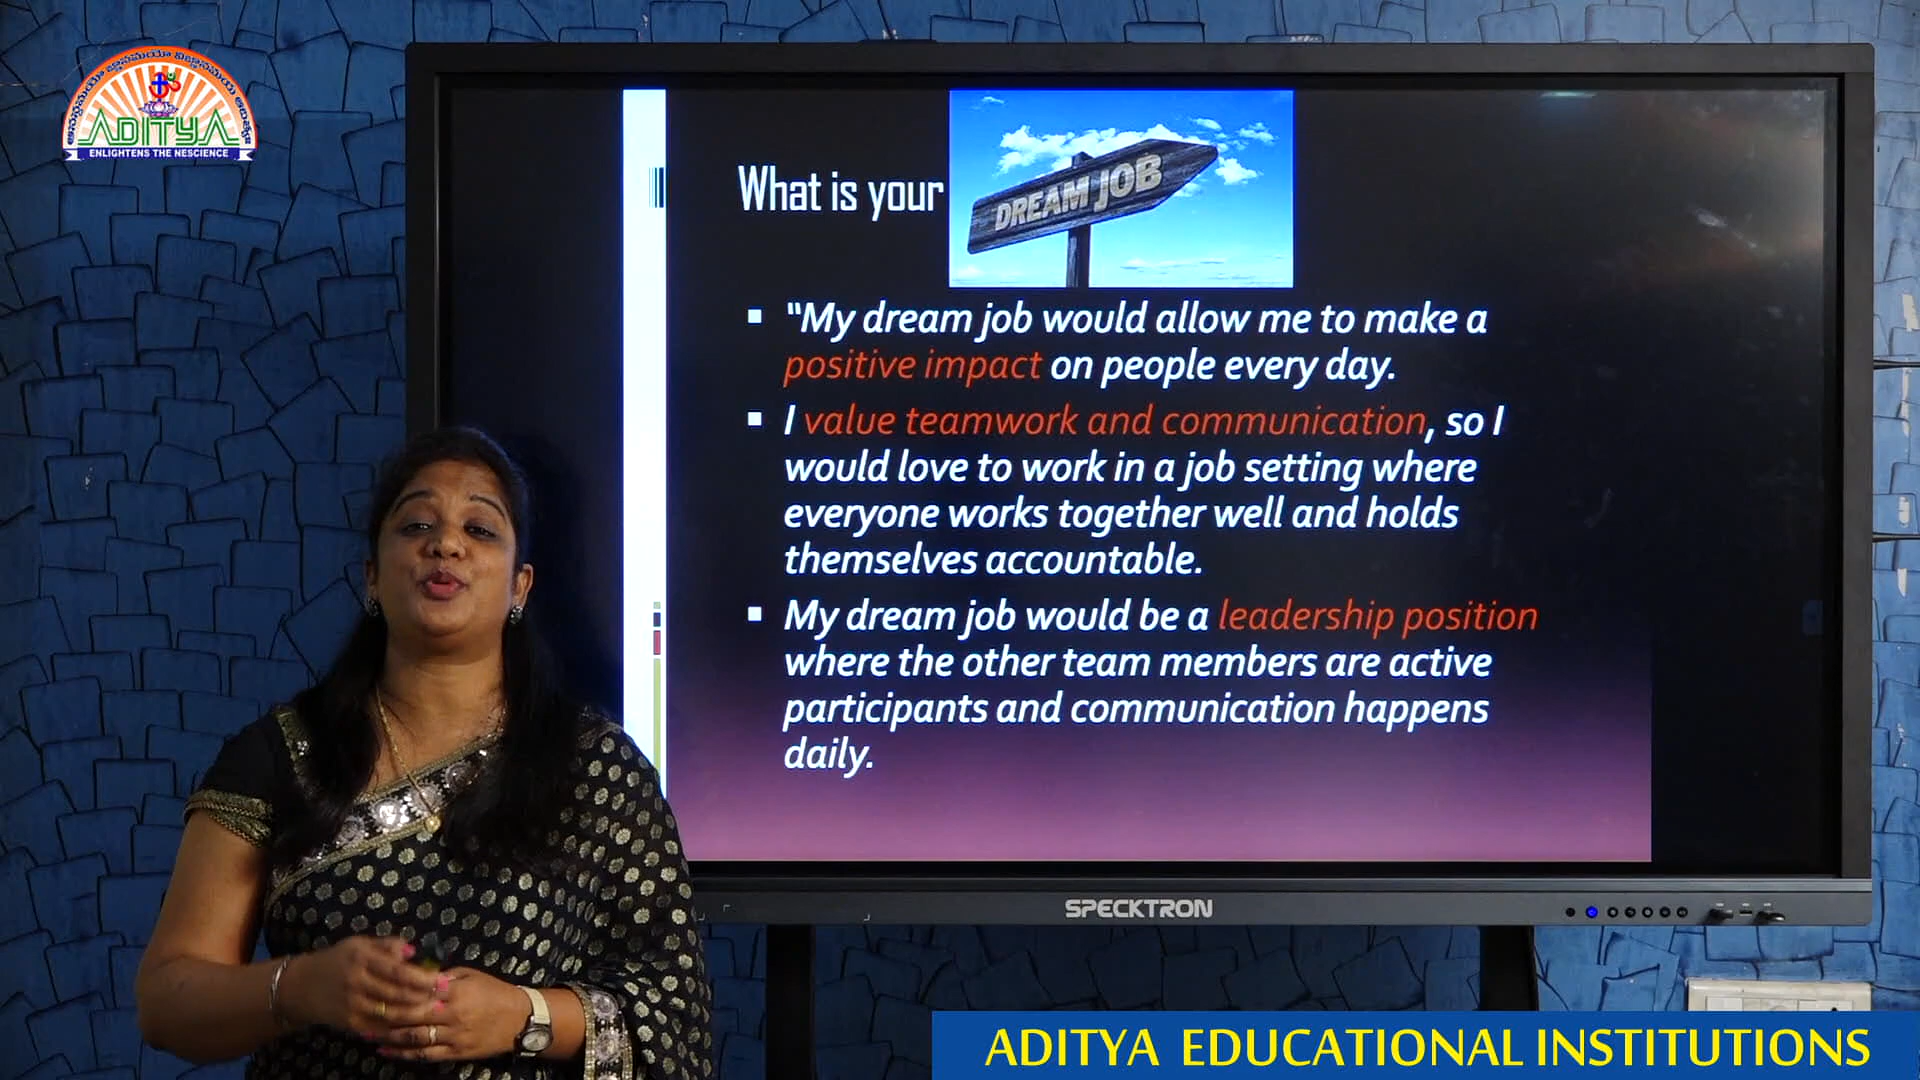 ADITYA
ENLIGHTENS THE NESCIENCE
What is your
DREAM JOB
▪ “My dream job would allow me to make a
positive impact on people every day.
▪ I value teamwork and communication, so I
would love to work in a job setting where
everyone works together well and holds
themselves accountable.
▪ My dream job would be a leadership position
where the other team members are active
participants and communication happens
daily.
SPECKTRON
ADITYA EDUCATIONAL INSTITUTIONS